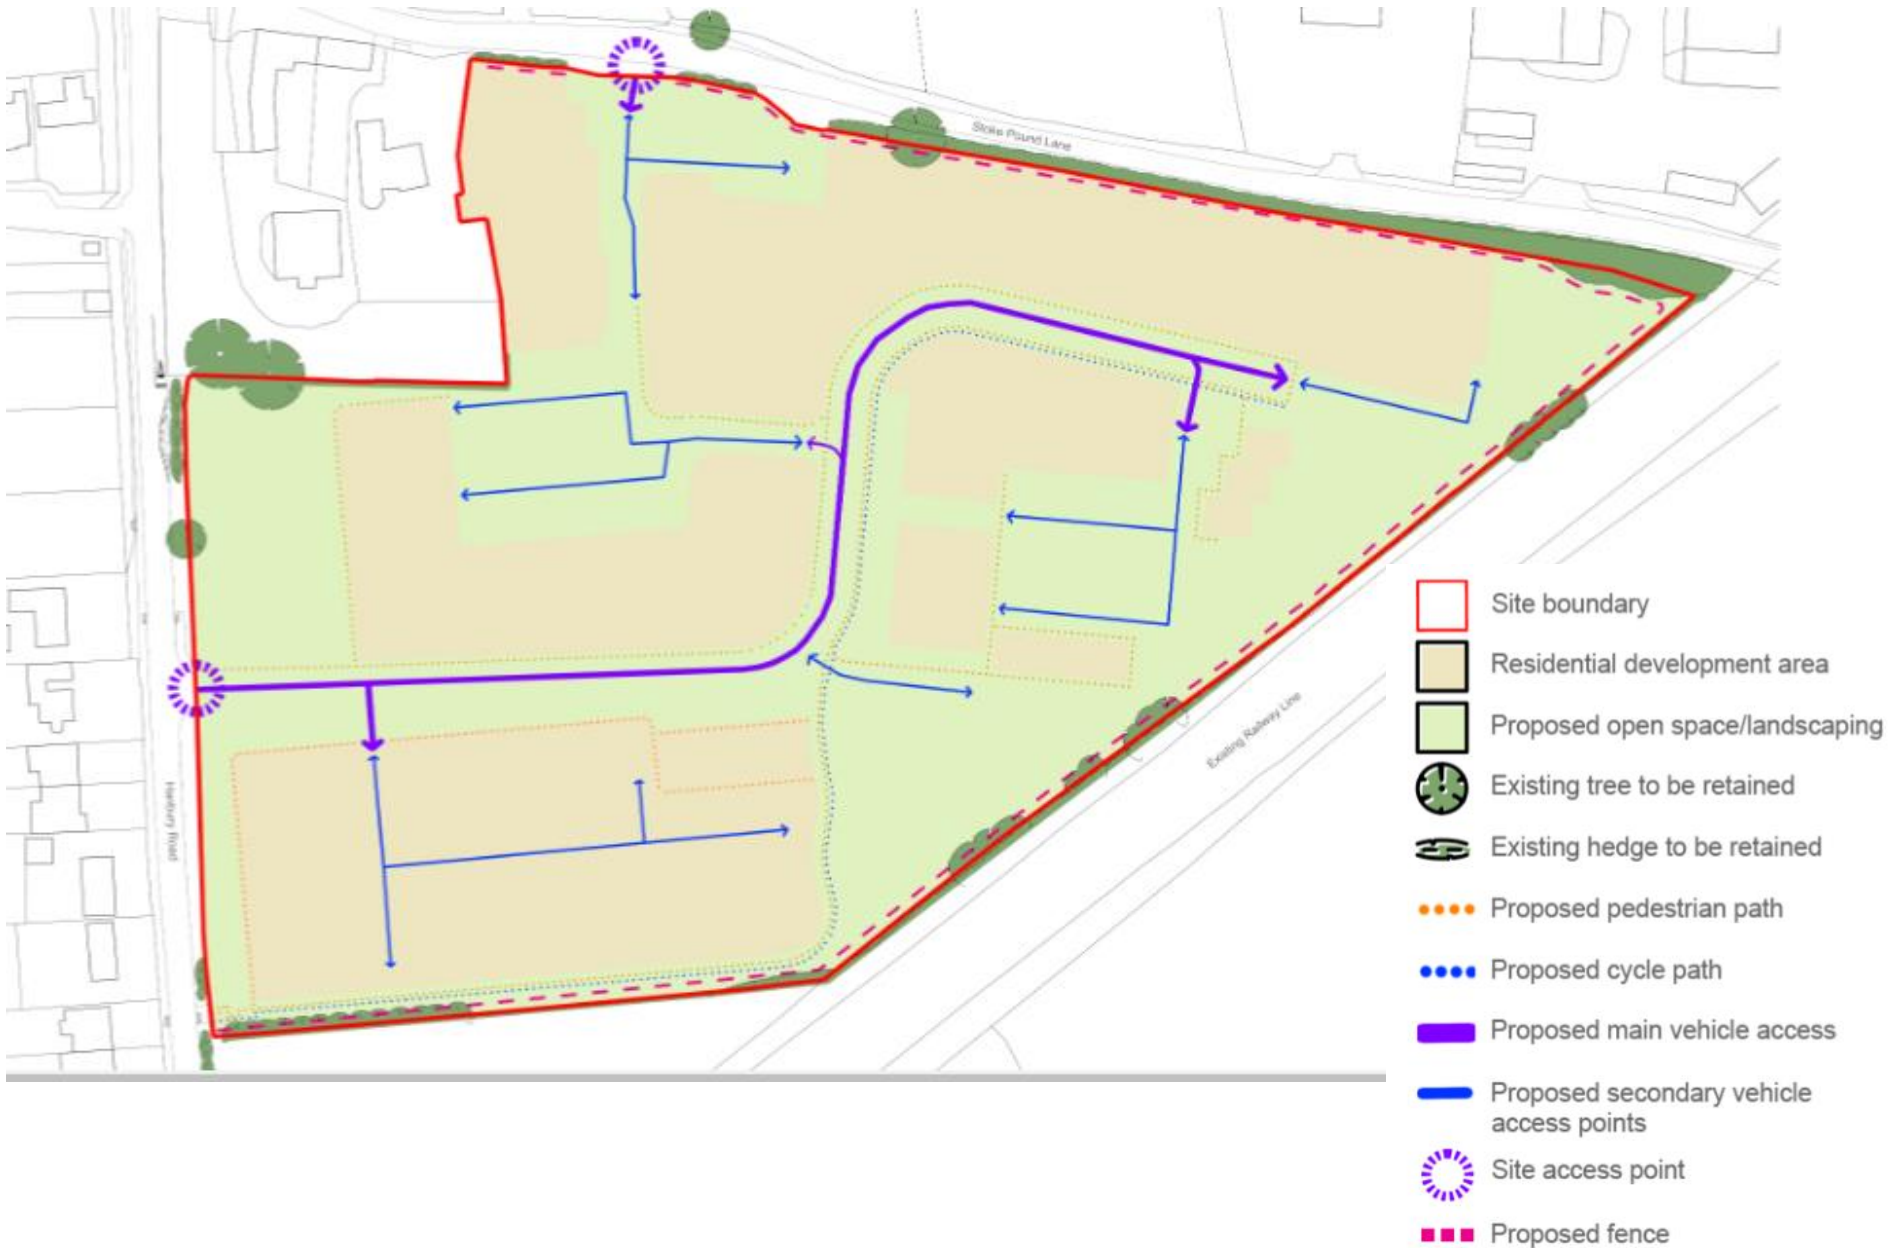 Stoke Pound Lane
Site boundary
Residential development area
Proposed open space/landscaping
Existing tree to be retained
Existing Railway Line
Existing hedge to be retained
Hanbury Road
Proposed pedestrian path
Proposed cycle path
Proposed main vehicle access
Proposed secondary vehicle
access points
Site access point
Proposed fence